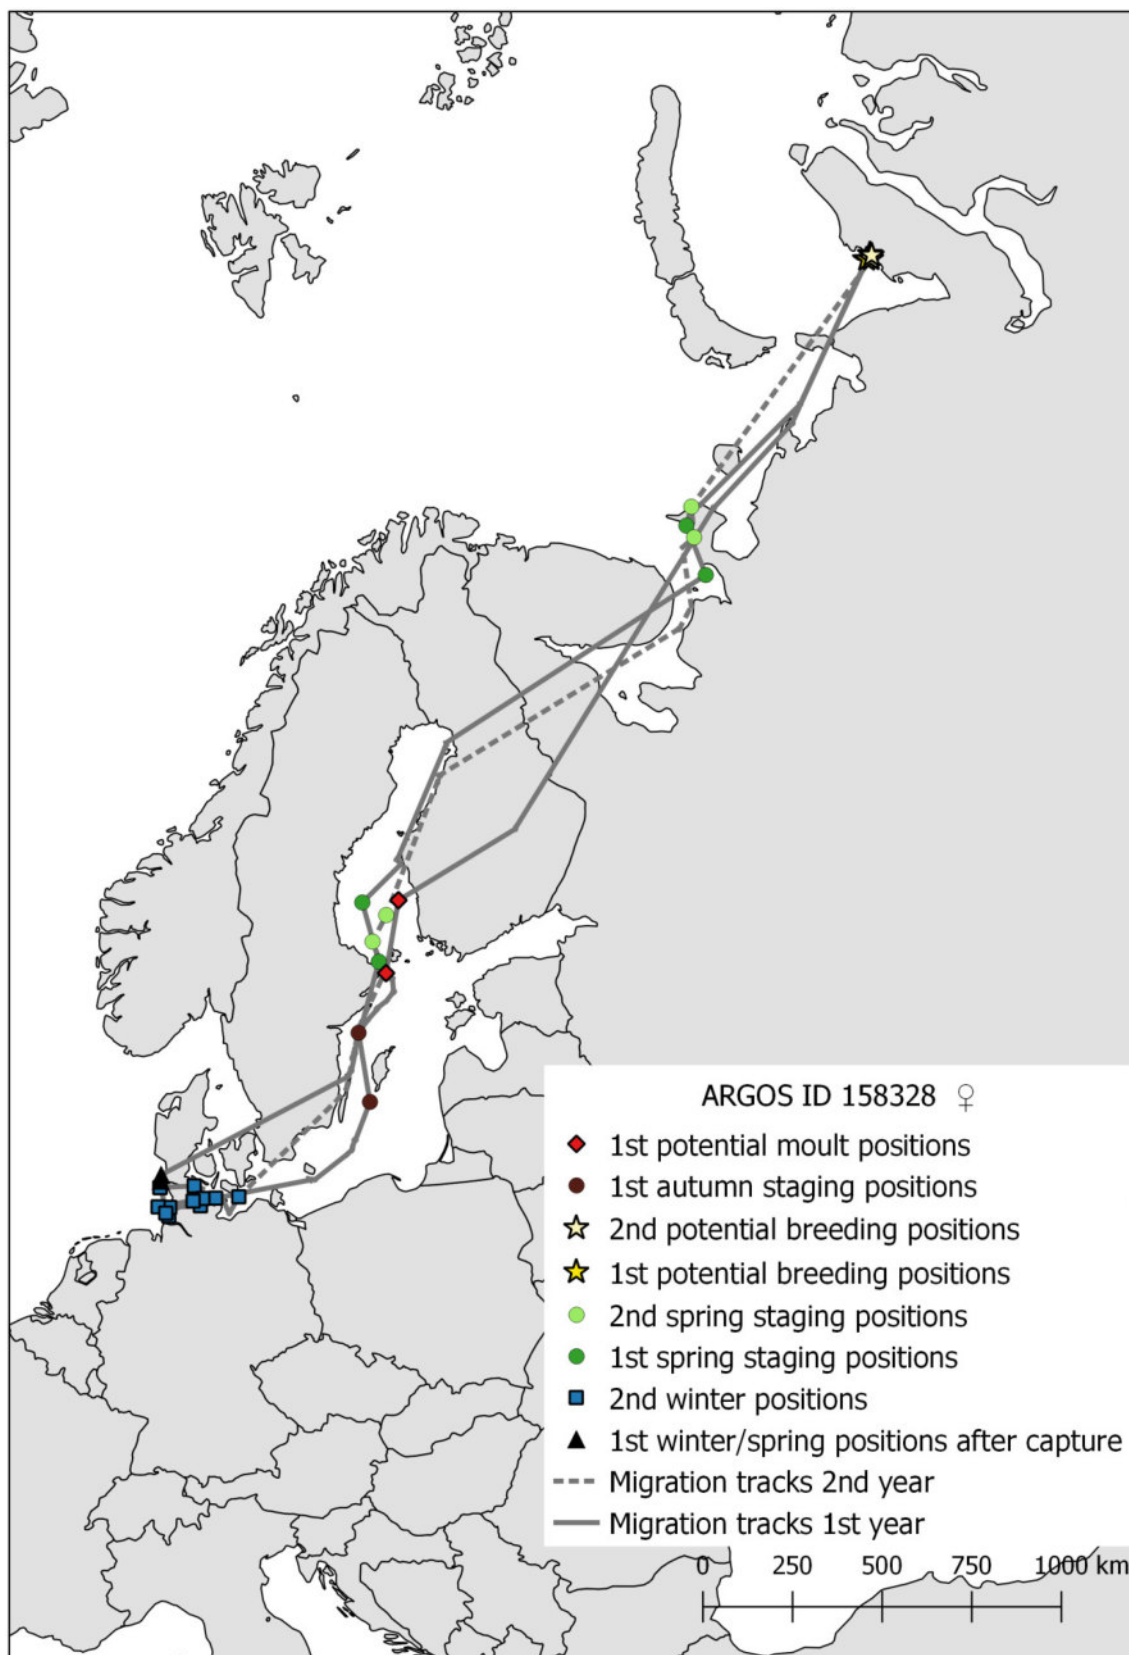 ARGOS ID 158328 ♀
1st potential moult positions
1st autumn staging positions
2nd potential breeding positions
1st potential breeding positions
2nd spring staging positions
1st spring staging positions
2nd winter positions
1st winter/spring positions after capture
Migration tracks 2nd year
Migration tracks 1st year
0 250 500 750 1000 km